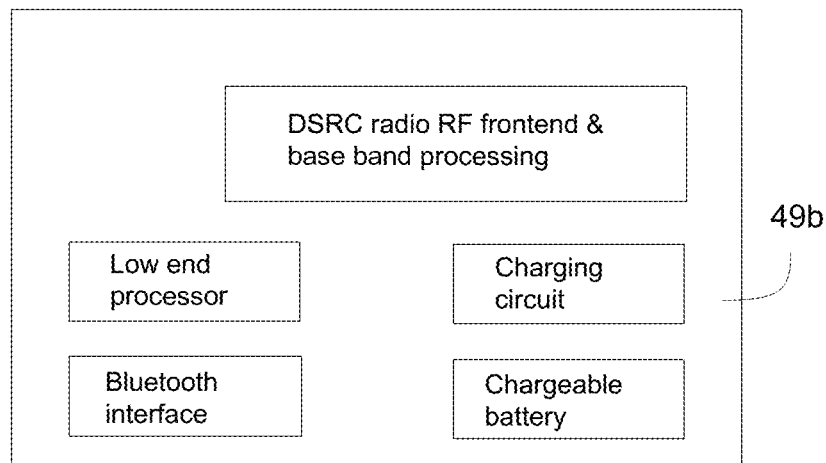 DSRC radio RF frontend &
base band processing
49b
Low end
processor
Charging
circuit
Bluetooth
interface
Chargeable
battery